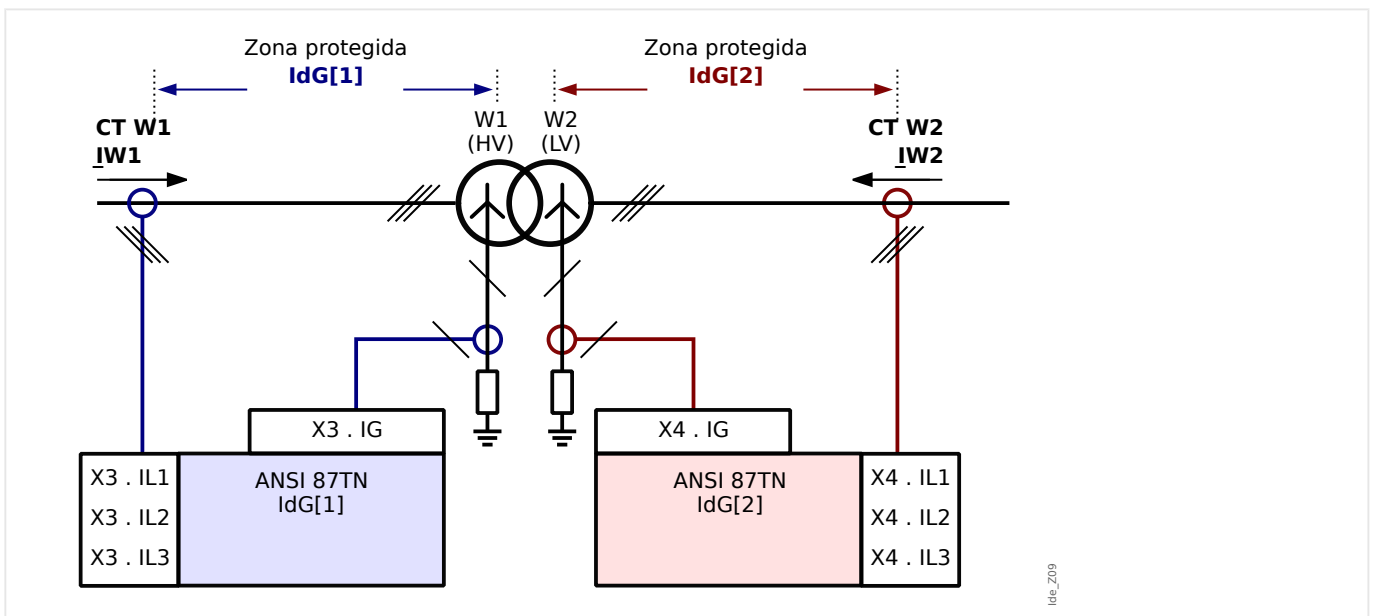 Zona protegida
IdG[1]
Zona protegida
IdG[2]
CT W1
IW1
W1
(HV)
W2
(LV)
CT W2
IW2
X3 . IG
X4 . IG
X3 . IL1
X3 . IL2
X3 . IL3
ANSI 87TN
IdG[1]
ANSI 87TN
IdG[2]
X4 . IL1
X4 . IL2
X4 . IL3
Ide_Z09